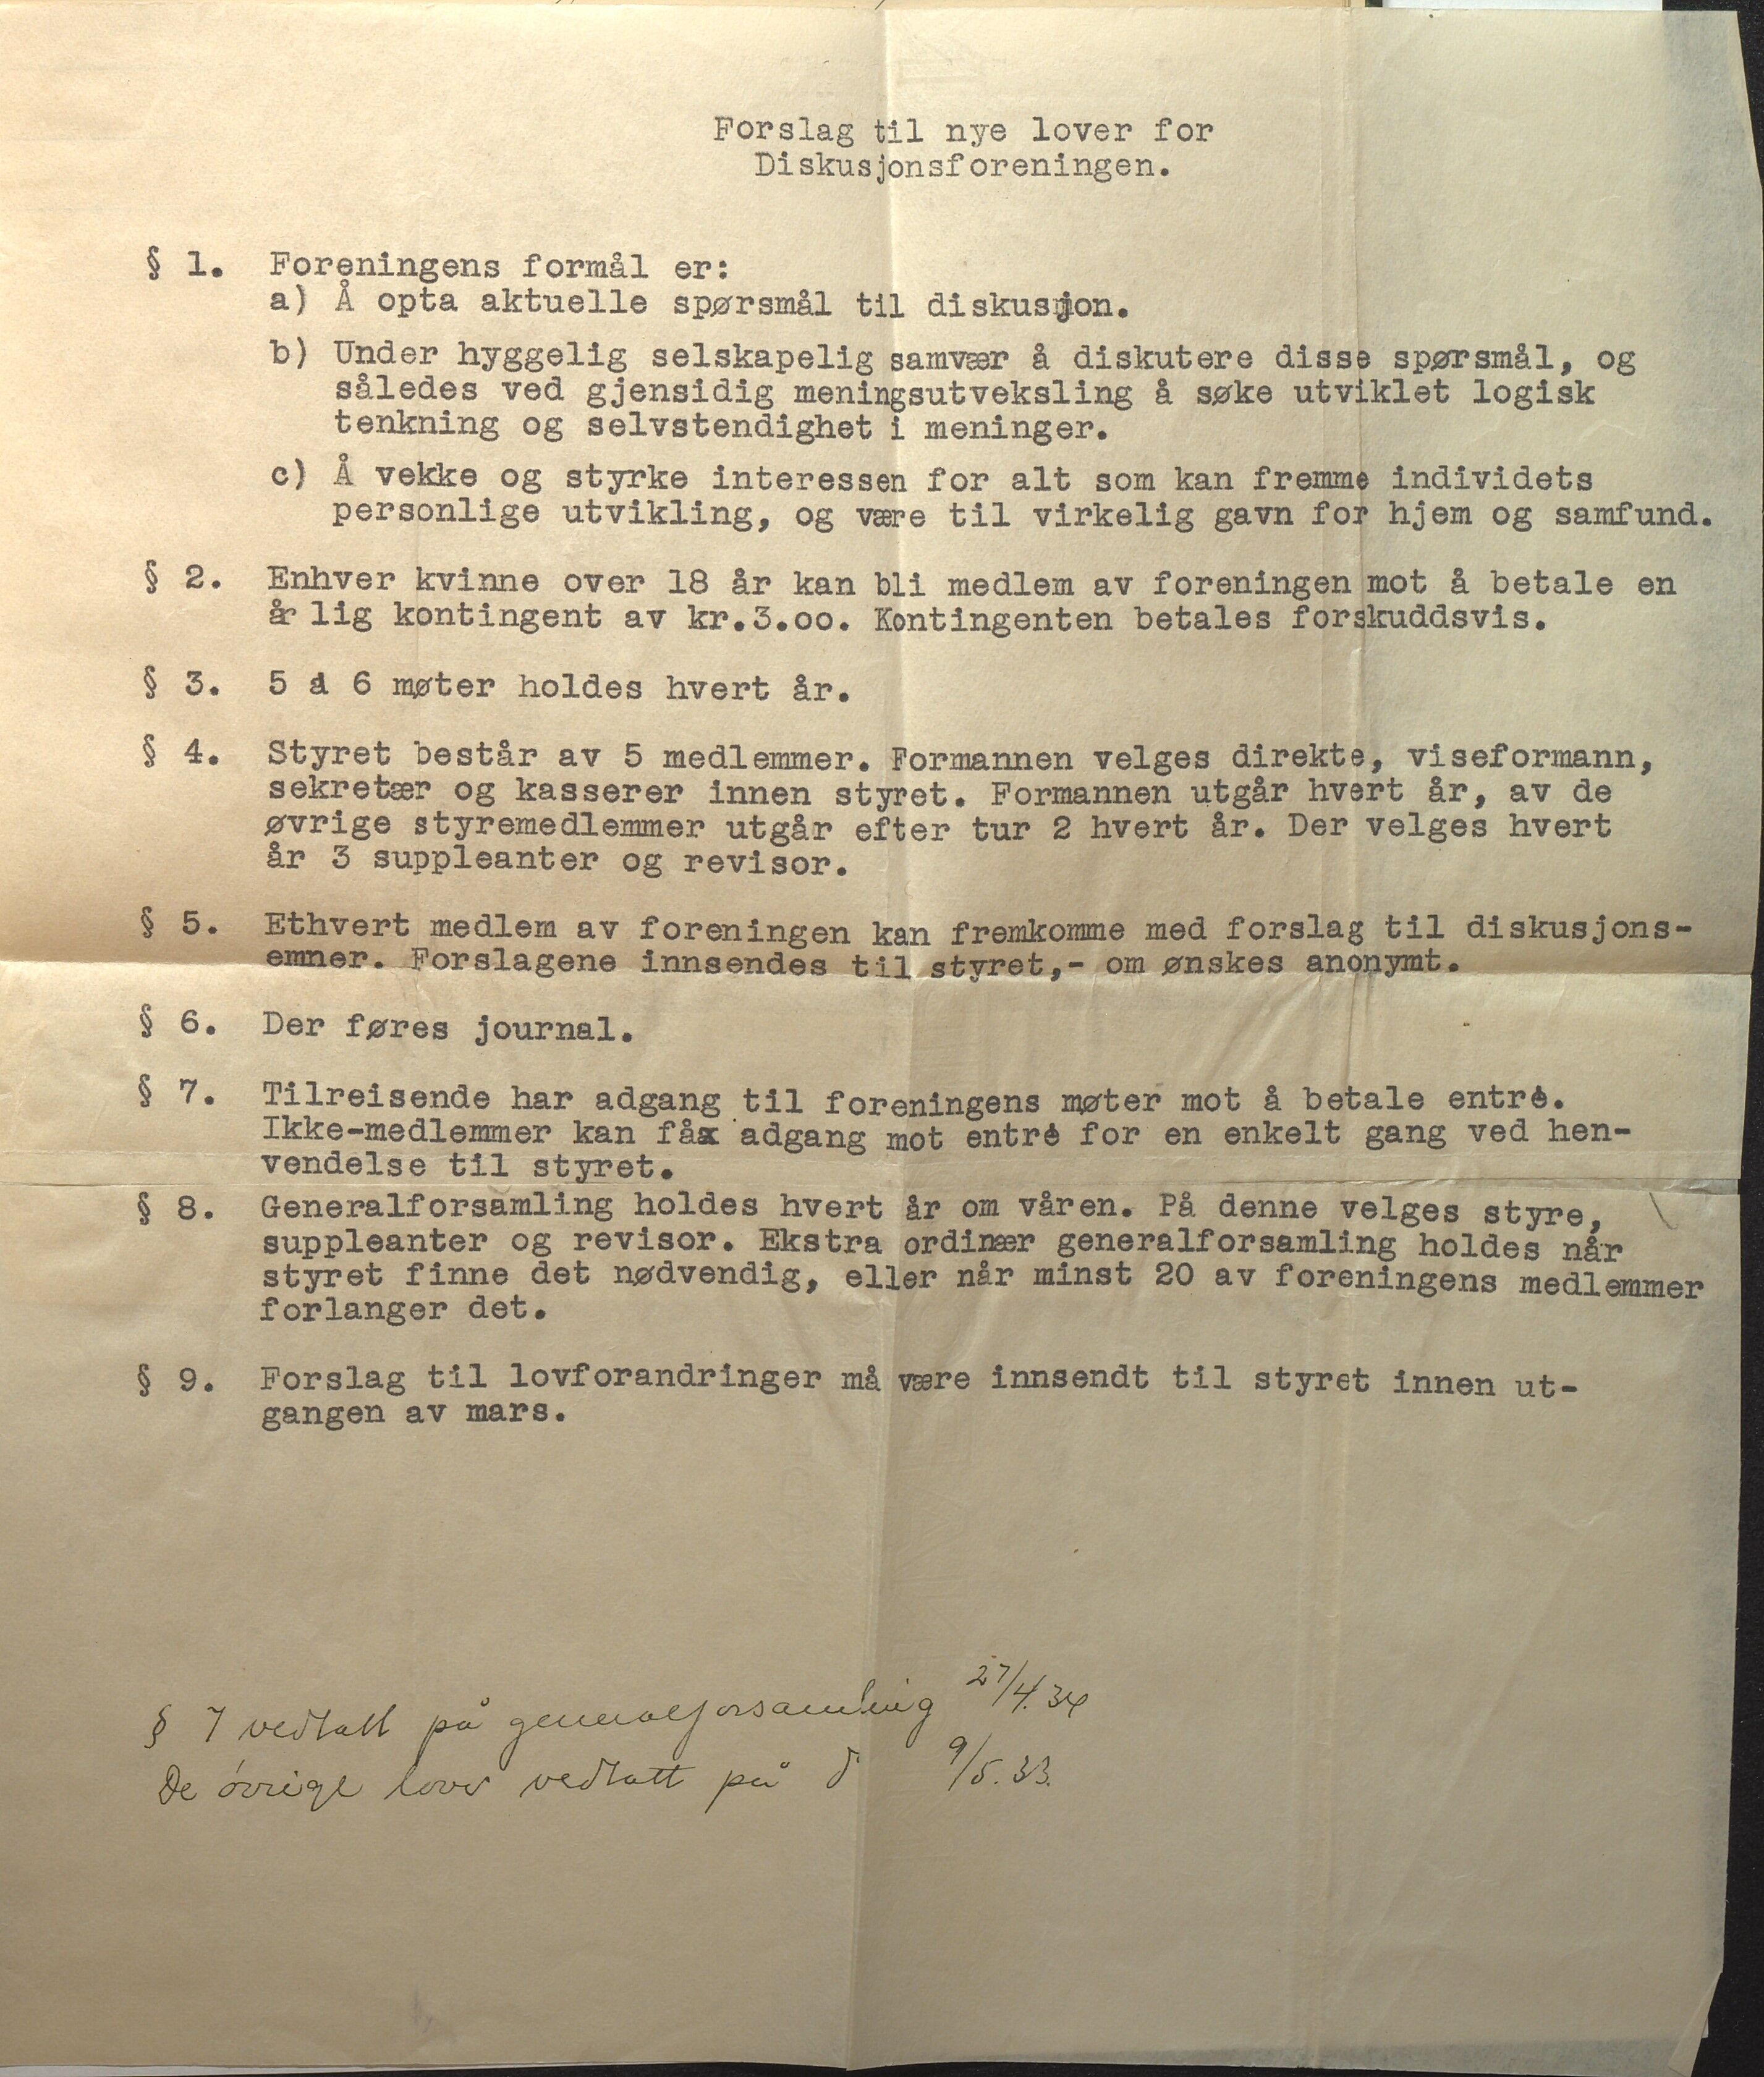 Forslag til nye lover for
Diskusjonsforeningen.
§ 1. Foreningens formål er:
a) Å opta aktuelle spørsmål til diskusjon.
b) Under hyggelig selskapelig samvær å diskutere disse spørsmål, og
således ved gjensidig meningsutveksling å søke utviklet logisk
tenkning og selvstendighet i meninger.
c) Å vekke og styrke interessen for alt som kan fremme individets
personlige utvikling, og være til virkelig gavn for hjem og samfund.
§ 2. Enhver kvinne over 18 år kan bli medlem av foreningen mot å betale en
år lig kontingent av kr.3.oo. Kontingenten betales forskuddsvis.
§ 3. 5 á 6 møter holdes hvert år.
§ 4. Styret består av 5 medlemmer. Formannen velges direkte, viseformann,
sekretær og kasserer innen styret. Formannen utgår hvert år, av de
øvrige styremedlemmer utgår efter tur 2 hvert år. Der velges hvert
år 3 suppleanter og revisor.
§ 5. Ethvert medlem av foreningen kan fremkomme med forslag til diskusjons-
emner. Forslagene innsendes til styret,- om ønskes anonymt.
§ 6. Der føres journal.
§ 7. Tilreisende har adgang til foreningens møter mot å betale entré.
Ikke-medlemmer kan få adgang mot entré for en enkelt gang ved hen-
vendelse til styret.
§ 8. Generalforsamling holdes hvert år om våren. På denne velges styre,
suppleanter og revisor. Ekstra ordinær generalforsamling holdes når
styret finne det nødvendig, eller når minst 20 av foreningens medlemmer
forlanger det.
§ 9. Forslag til lovforandringer må være innsendt til styret innen ut-
gangen av mars.
§ 7 vedtatt på generalforsamling 27/4.34
De øvrige lover vedtatt på 9/5.33.